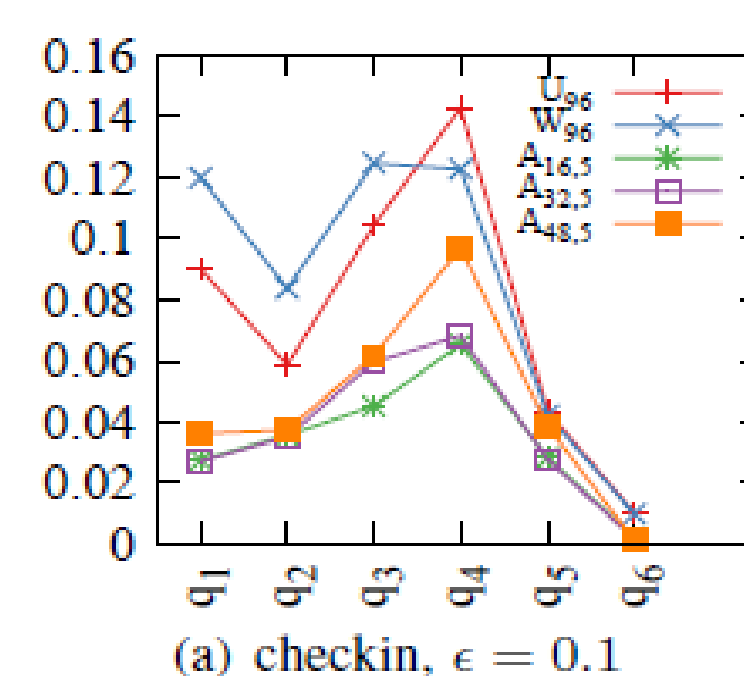 0.16
0.14
0.12
0.1
0.08
0.06
0.04
0.02
0
U96
W96
A16,5
A32,5
A48,5
q1 q2 q3 q4 q5 q6
(a) checkin, ϵ = 0.1